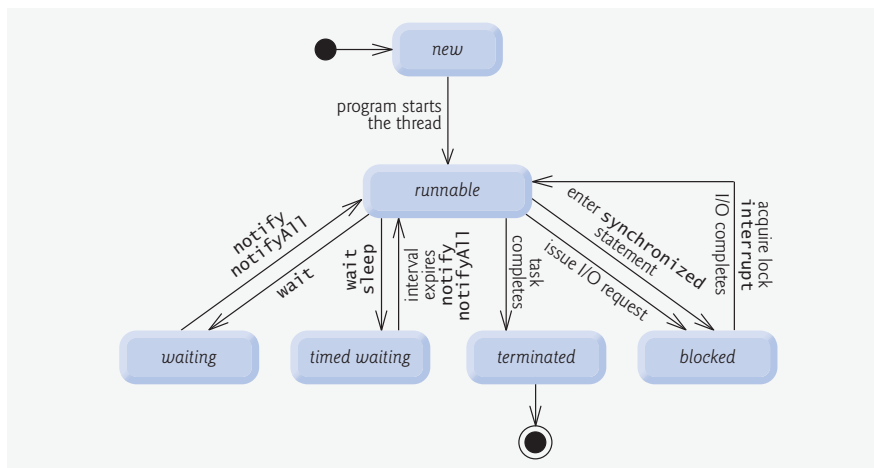 new
program starts
the thread
runnable
notify
notifyAll
wait
wait
sleep
interval
expires
notify
notifyAll
task
completes
enter synchronized
statement
issue I/O request
I/O completes
interrupt
acquire lock
waiting
timed waiting
terminated
blocked